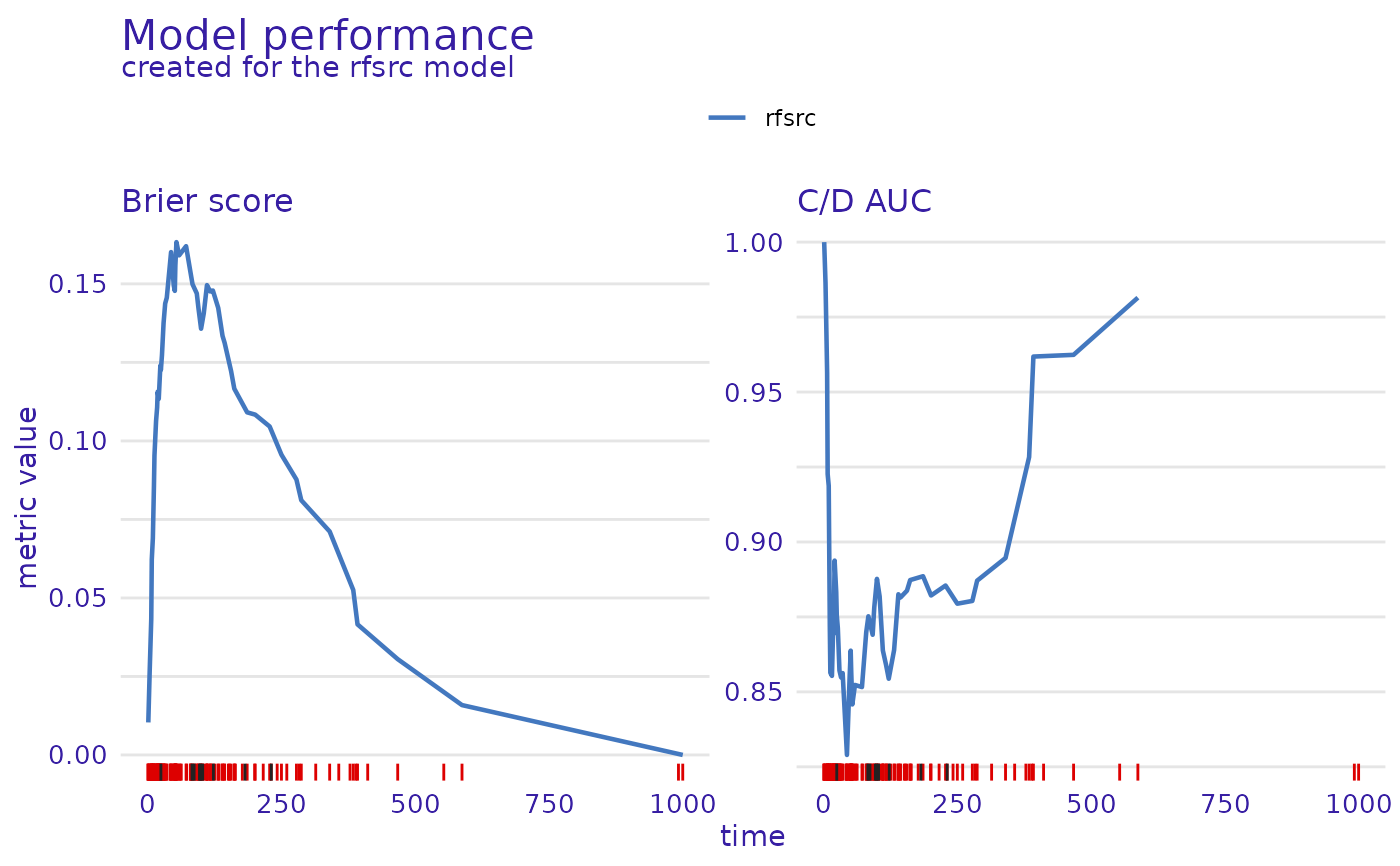 Model performance
created for the rfsrc model
rfsrc
Brier score
C/D AUC
metric value
0.15
0.10
0.05
0.00
0 250 500 750 1000
1.00
0.95
0.90
0.85
0 250 500 750 1000
time